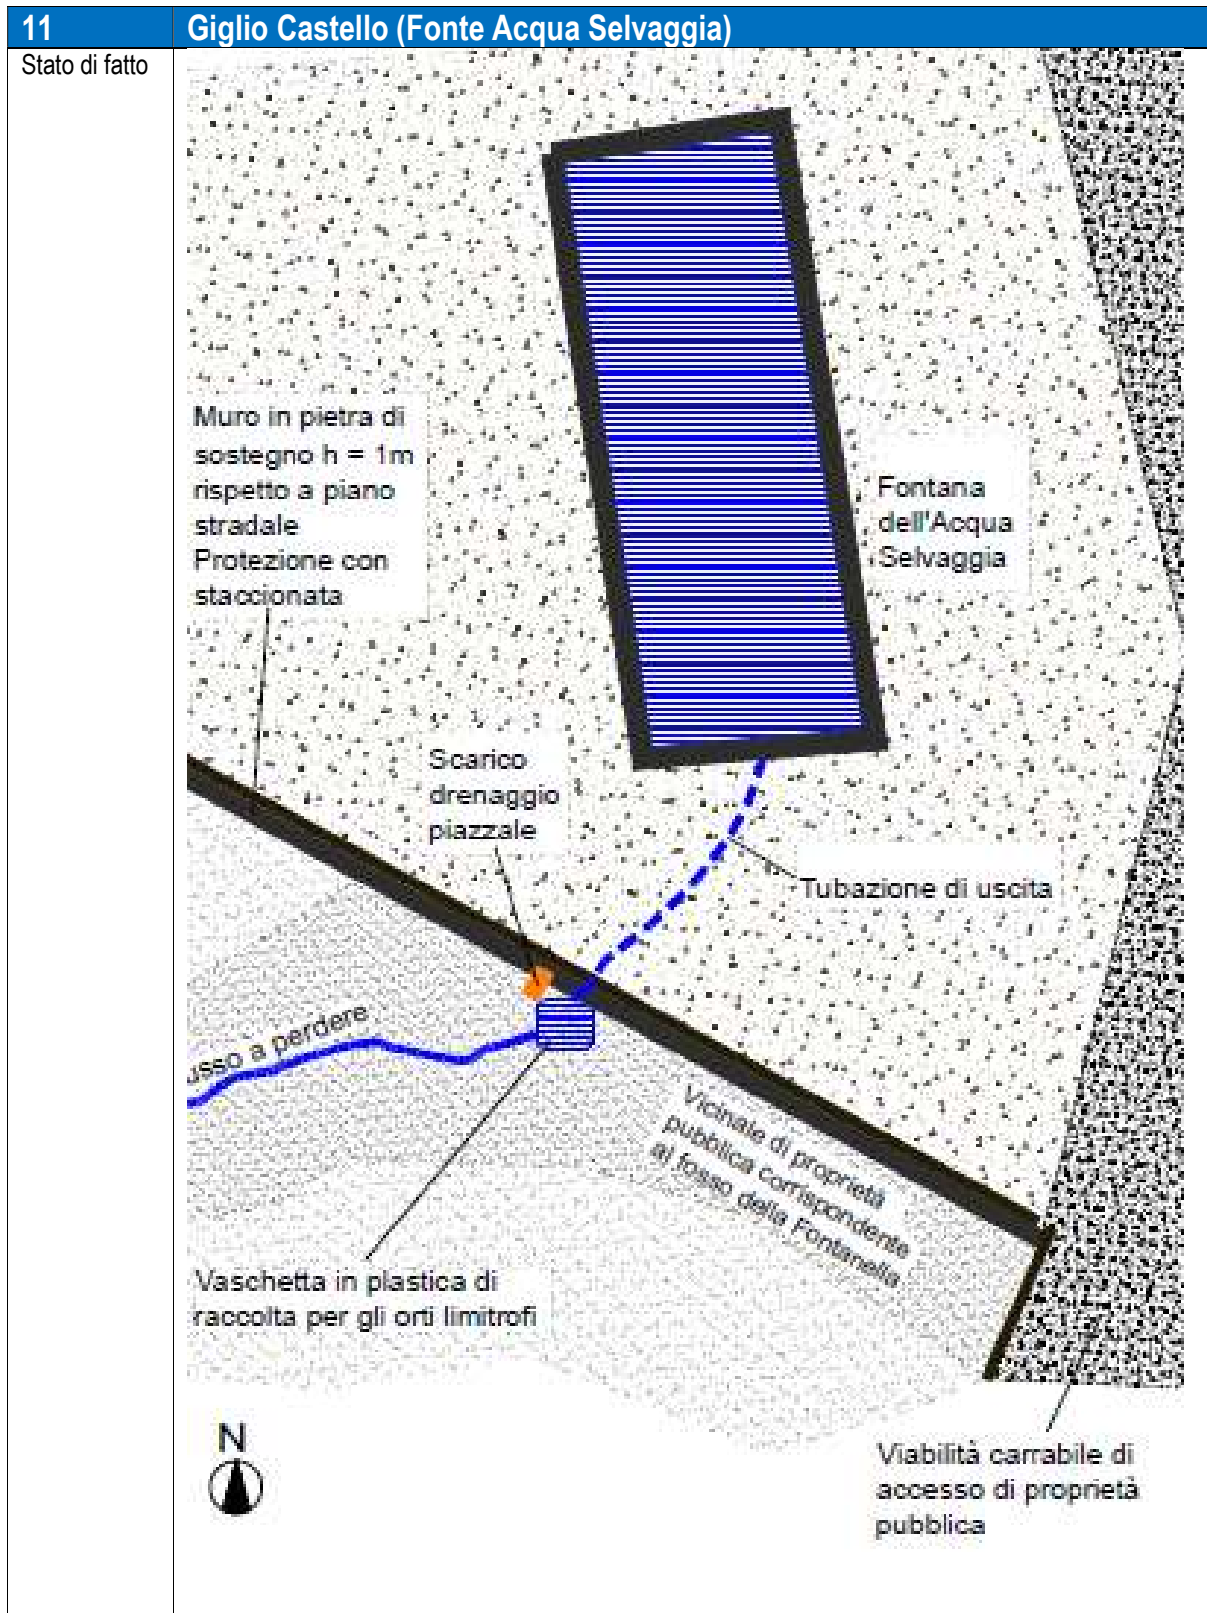 11
Giglio Castello (Fonte Acqua Selvaggia)
Stato di fatto
Muro in pietra di
sostegno h = 1m
rispetto a piano
stradale
Protezione con
staccionata
Fontana
dell'Acqua
Selvaggia
Scarico
drenaggio
piazzale
Tubazione di uscita
usso a perdere
Vicinale di proprietà
pubblica corrispondente
al fosso della Fontanella
Vaschetta in plastica di
raccolta per gli orti limitrofi
N
Viabilità carrabile di
accesso di proprietà
pubblica